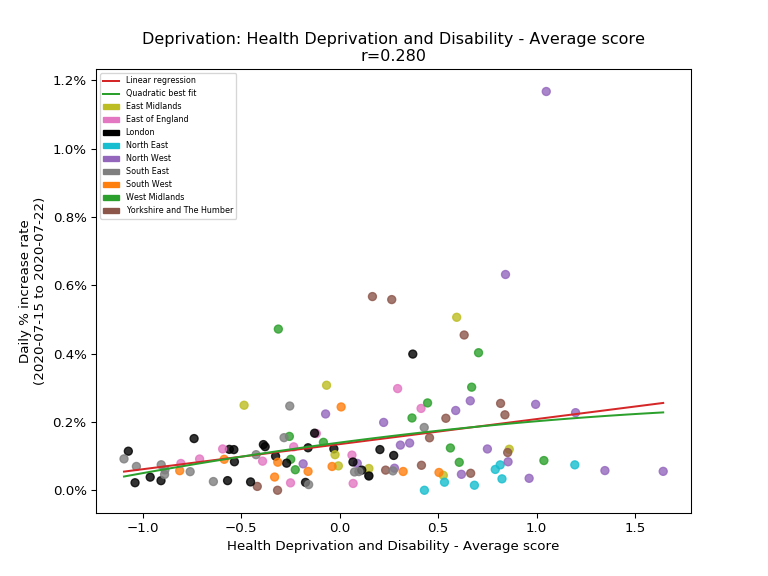 Deprivation: Health Deprivation and Disability - Average score
r=0.280
Linear regression
Quadratic best fit
East Midlands
East of England
London
North East
North West
South East
South West
West Midlands
Yorkshire and The Humber
1.2%
1.0%
0.8%
0.6%
0.4%
0.2%
0.0%
Daily % increase rate
(2020-07-15 to 2020-07-22)
−1.0
−0.5
0.0
0.5
1.0
1.5
Health Deprivation and Disability - Average score